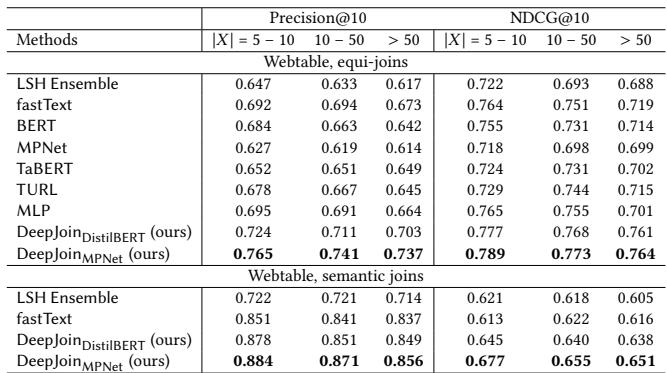 Precision@10 NDCG@10
Methods |X| = 5 – 10 10 – 50 > 50 |X| = 5 – 10 10 – 50 > 50
Webtable, equi-joins
LSH Ensemble 0.647 0.633 0.617 0.722 0.693 0.688
fastText 0.692 0.694 0.673 0.764 0.751 0.719
BERT 0.684 0.663 0.642 0.755 0.731 0.714
MPNet 0.627 0.619 0.614 0.718 0.698 0.699
TaBERT 0.652 0.651 0.649 0.724 0.731 0.702
TURL 0.678 0.667 0.645 0.729 0.744 0.715
MLP 0.695 0.691 0.664 0.765 0.755 0.701
DeepJoinDistilBERT (ours) 0.724 0.711 0.703 0.777 0.768 0.761
DeepJoinMPNet (ours) 0.765 0.741 0.737 0.789 0.773 0.764
Webtable, semantic joins
LSH Ensemble 0.722 0.721 0.714 0.621 0.618 0.605
fastText 0.851 0.841 0.837 0.613 0.622 0.616
DeepJoinDistilBERT (ours) 0.878 0.851 0.849 0.645 0.640 0.638
DeepJoinMPNet (ours) 0.884 0.871 0.856 0.677 0.655 0.651